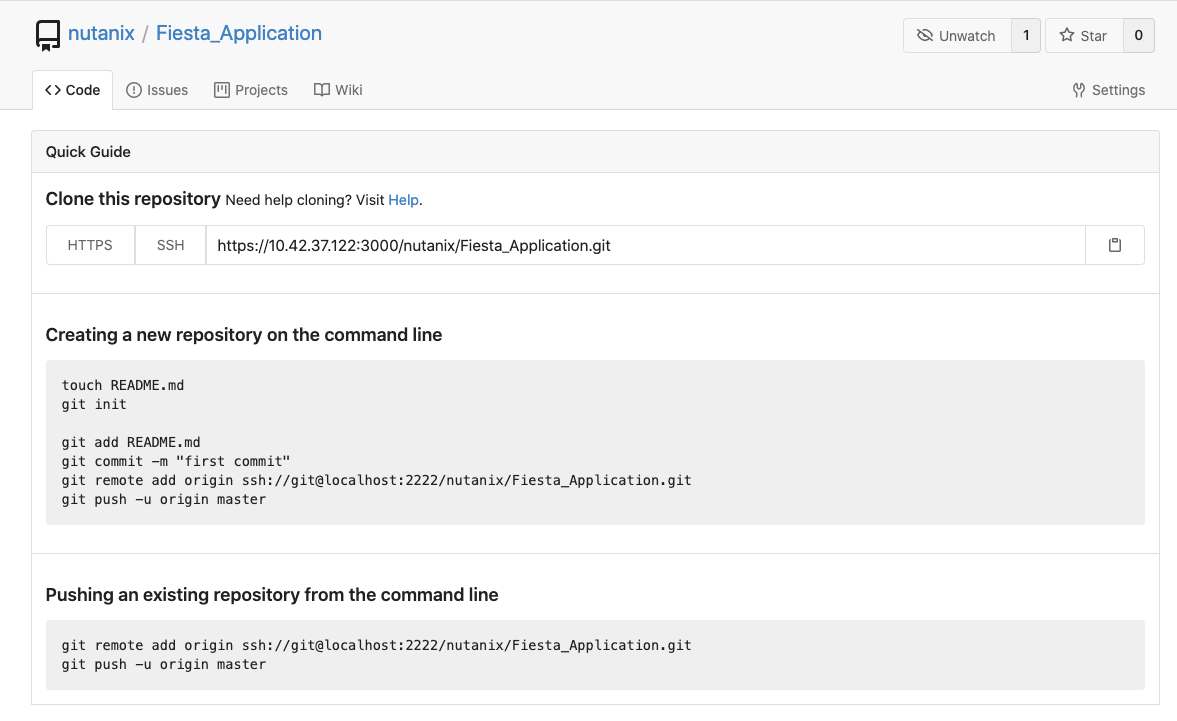 nutanix / Fiesta_Application
Unwatch 1 Star 0
Code Issues Projects Wiki Settings
Quick Guide
Clone this repository Need help cloning? Visit Help.
HTTPS SSH https://10.42.37.122:3000/nutanix/Fiesta_Application.git
Creating a new repository on the command line
touch README.md
git init
git add README.md
git commit -m "first commit"
git remote add origin ssh://git@localhost:2222/nutanix/Fiesta_Application.git
git push -u origin master
Pushing an existing repository from the command line
git remote add origin ssh://git@localhost:2222/nutanix/Fiesta_Application.git
git push -u origin master